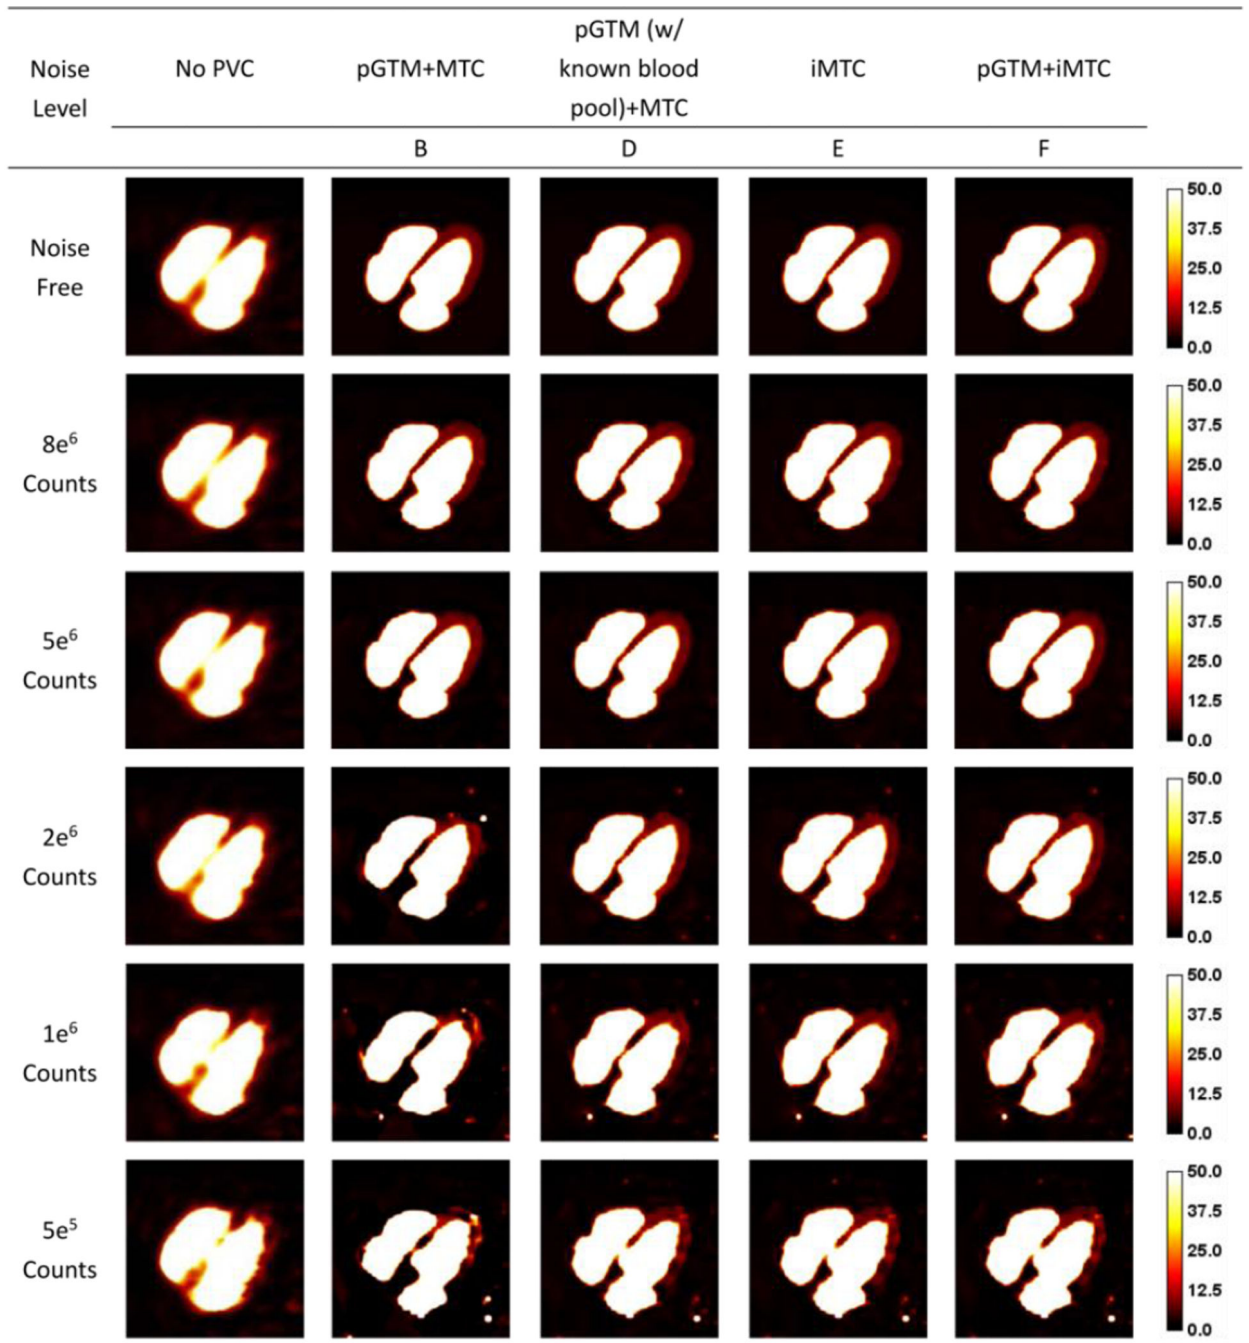 pGTM (w/
Noise No PVC pGTM+MTC known blood iMTC pGTM+iMTC
Level pool)+MTC
B D E F
50.0
Noise 37.5
Free 25.0
12.5
0.0
50.0
8e⁶ 37.5
Counts 25.0
12.5
0.0
50.0
5e⁶ 37.5
Counts 25.0
12.5
0.0
50.0
2e⁶ 37.5
Counts 25.0
12.5
0.0
50.0
1e⁶ 37.5
Counts 25.0
12.5
0.0
50.0
5e⁵ 37.5
Counts 25.0
12.5
0.0